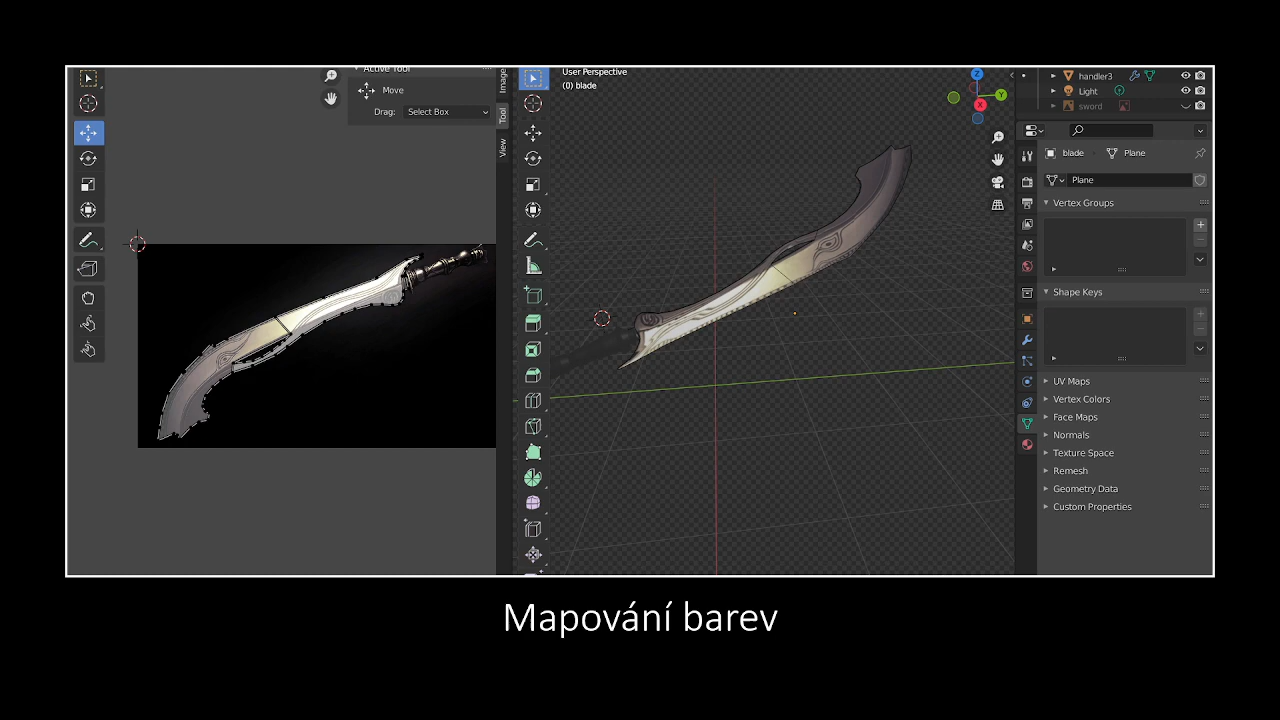 Active Tool
Move
Drag:
Select Box
Image
Tool
View
User Perspective
(0) blade
Z
Y
X
handler3
Light
sword
blade
Plane
Plane
Vertex Groups
Shape Keys
UV Maps
Vertex Colors
Face Maps
Normals
Texture Space
Remesh
Geometry Data
Custom Properties
Mapování barev